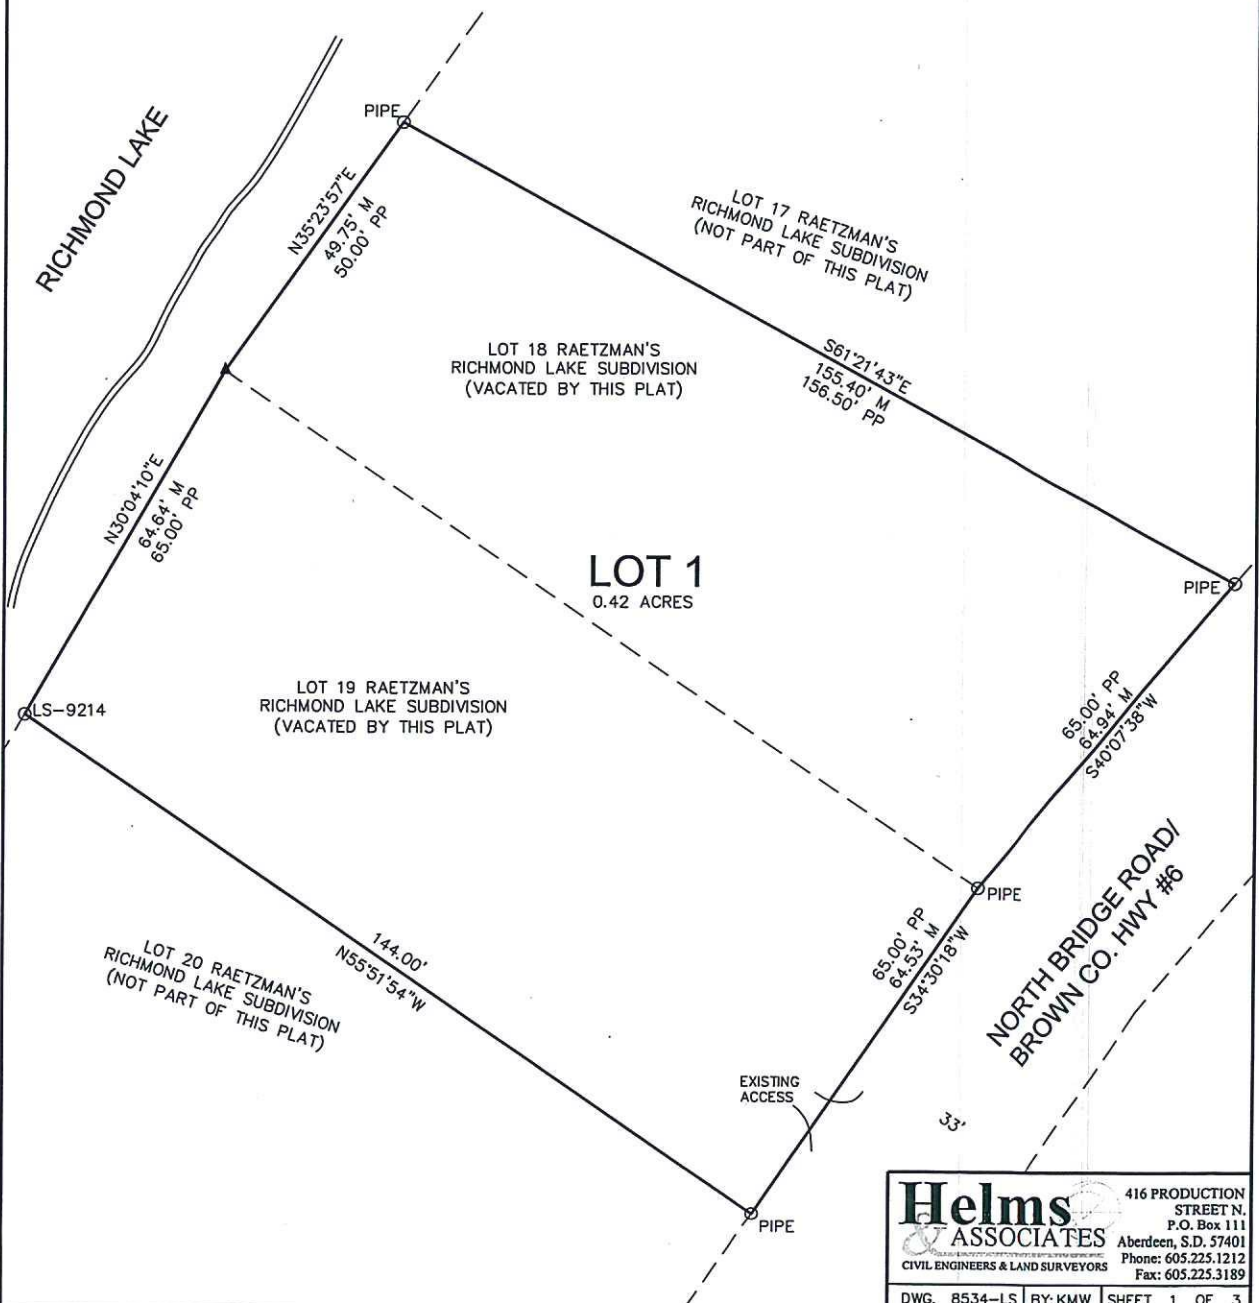 RICHMOND LAKE
PIPE
N35°23'57"E
49.75' M
50.00' PP
LOT 17 RAETZMAN'S
RICHMOND LAKE SUBDIVISION
(NOT PART OF THIS PLAT)
LOT 18 RAETZMAN'S
RICHMOND LAKE SUBDIVISION
(VACATED BY THIS PLAT)
S61°21'43"E
155.40' M
156.50' PP
N30°04'10"E
64.64' M
65.00' PP
LOT 1
0.42 ACRES
PIPE
LS-9214
LOT 19 RAETZMAN'S
RICHMOND LAKE SUBDIVISION
(VACATED BY THIS PLAT)
65.00' PP
64.94' M
S40°07'38"W
PIPE
NORTH BRIDGE ROAD/
BROWN CO. HWY #6
65.00' PP
64.53' M
S34°30'18"W
144.00'
N55°51'54"W
LOT 20 RAETZMAN'S
RICHMOND LAKE SUBDIVISION
(NOT PART OF THIS PLAT)
EXISTING
ACCESS
33'
PIPE
Helms
& ASSOCIATES
CIVIL ENGINEERS & LAND SURVEYORS
416 PRODUCTION
STREET N.
P.O. Box 111
Aberdeen, S.D. 57401
Phone: 605.225.1212
Fax: 605.225.3189
DWG. 8534-LS BY: KMW SHEET 1 OF 3